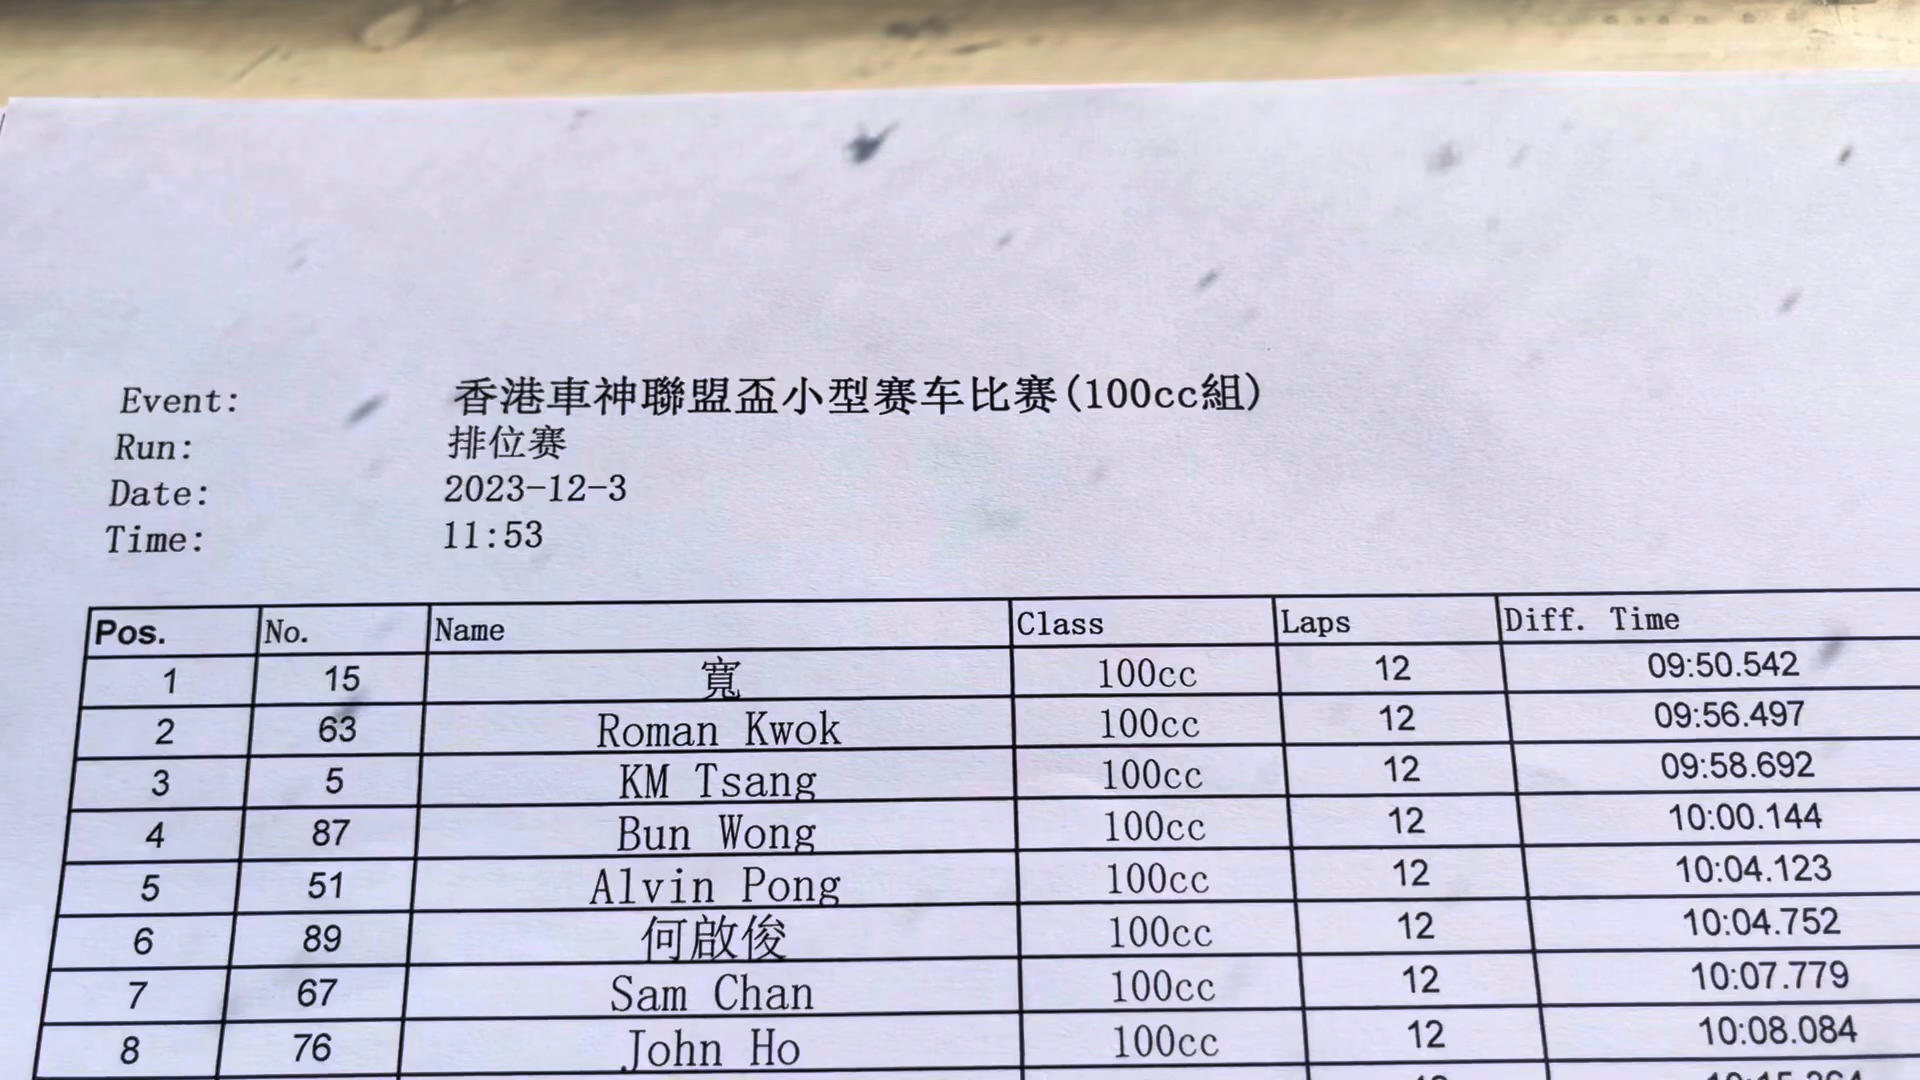 Event: 香港車神聯盟盃小型赛车比赛(100cc組)
Run: 排位赛
Date: 2023-12-3
Time: 11:53
Pos. No. Name Class Laps Diff. Time
1 15 寬 100cc 12 09:50.542
2 63 Roman Kwok 100cc 12 09:56.497
3 5 KM Tsang 100cc 12 09:58.692
4 87 Bun Wong 100cc 12 10:00.144
5 51 Alvin Pong 100cc 12 10:04.123
6 89 何啟俊 100cc 12 10:04.752
7 67 Sam Chan 100cc 12 10:07.779
8 76 John Ho 100cc 12 10:08.084